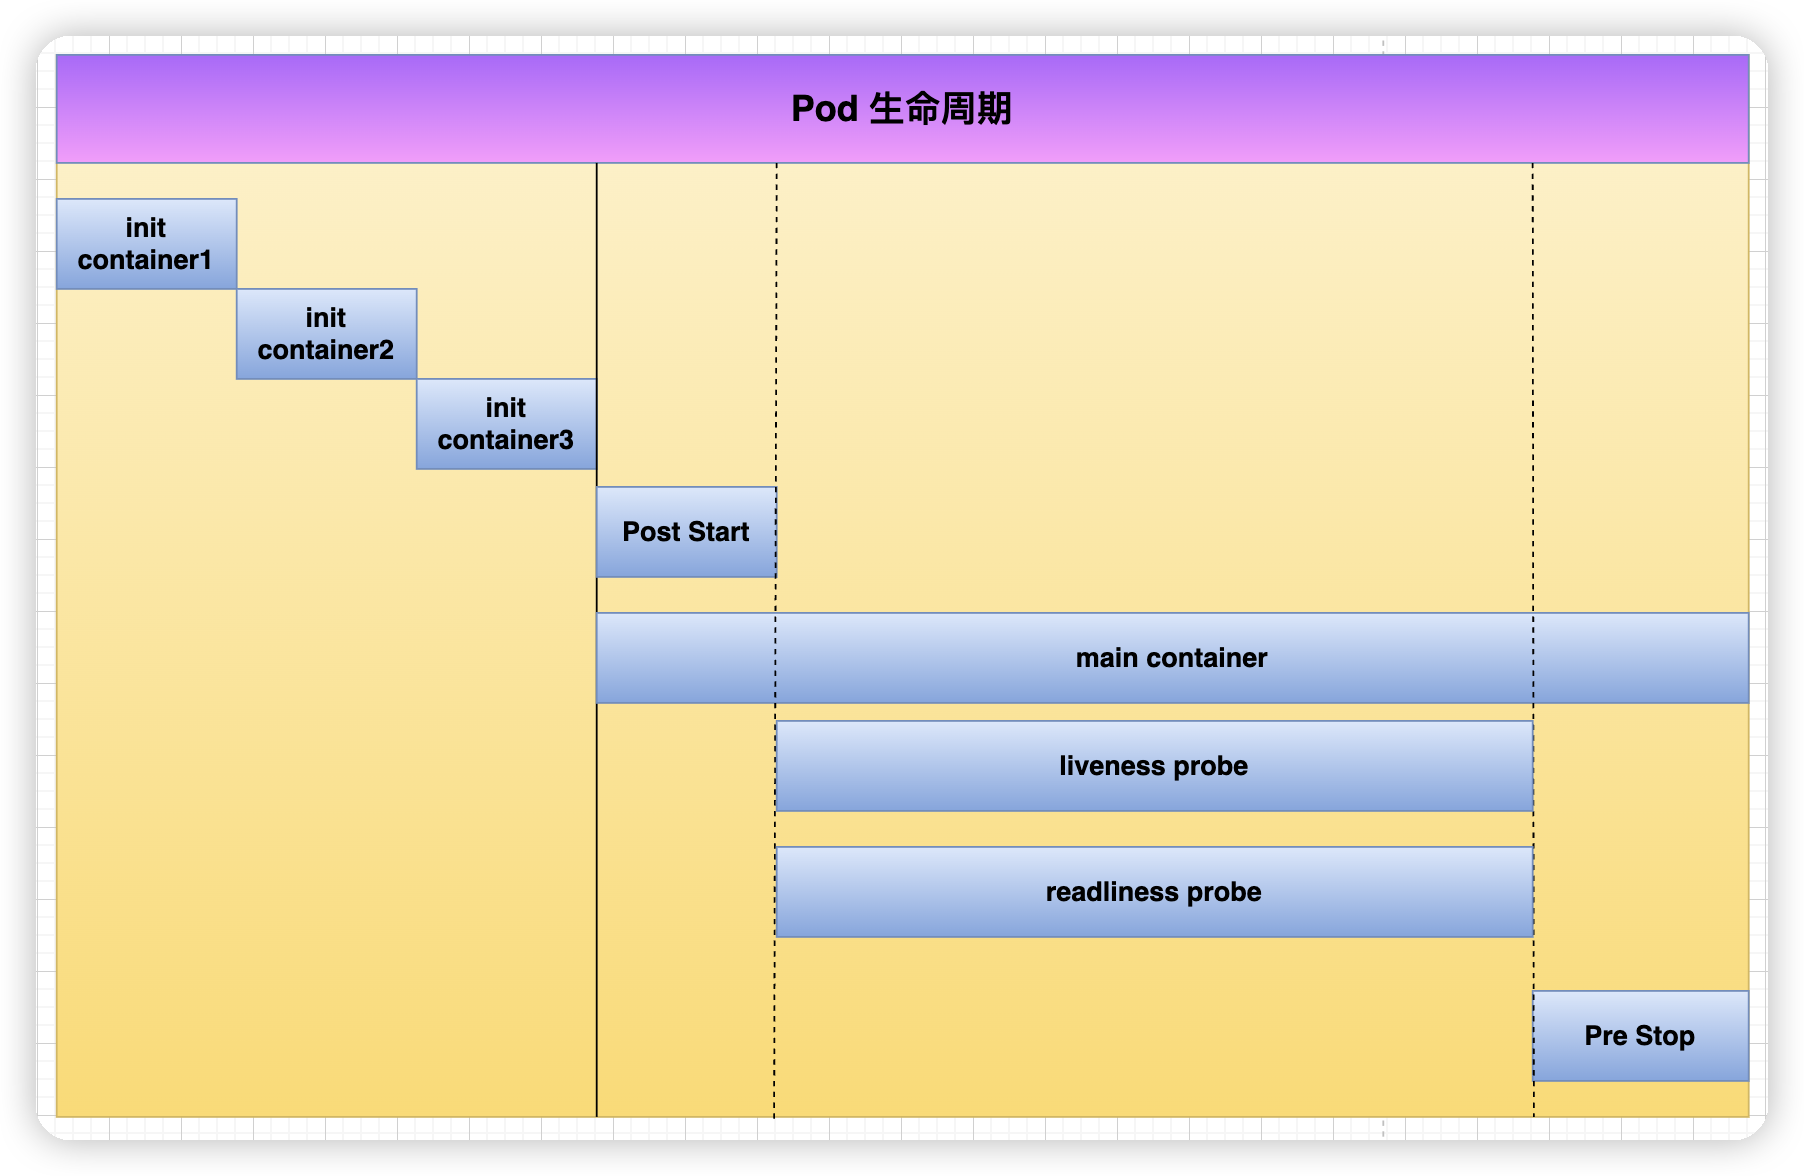 Pod 生命周期
init
container1
init
container2
init
container3
Post Start
main container
liveness probe
readliness probe
Pre Stop